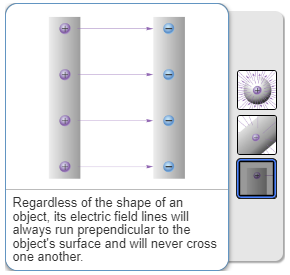 Regardless of the shape of an
object, its electric field lines will
always run prependicular to the
object's surface and will never cross
one another.